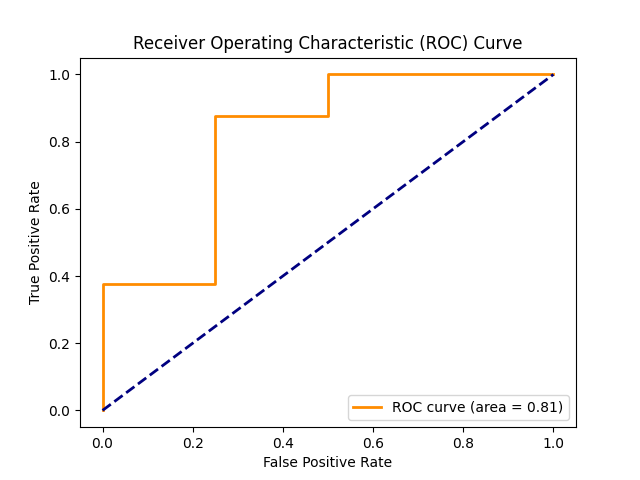 Receiver Operating Characteristic (ROC) Curve
1.0
0.8
0.6
0.4
0.2
0.0
True Positive Rate
ROC curve (area = 0.81)
0.0 0.2 0.4 0.6 0.8 1.0
False Positive Rate